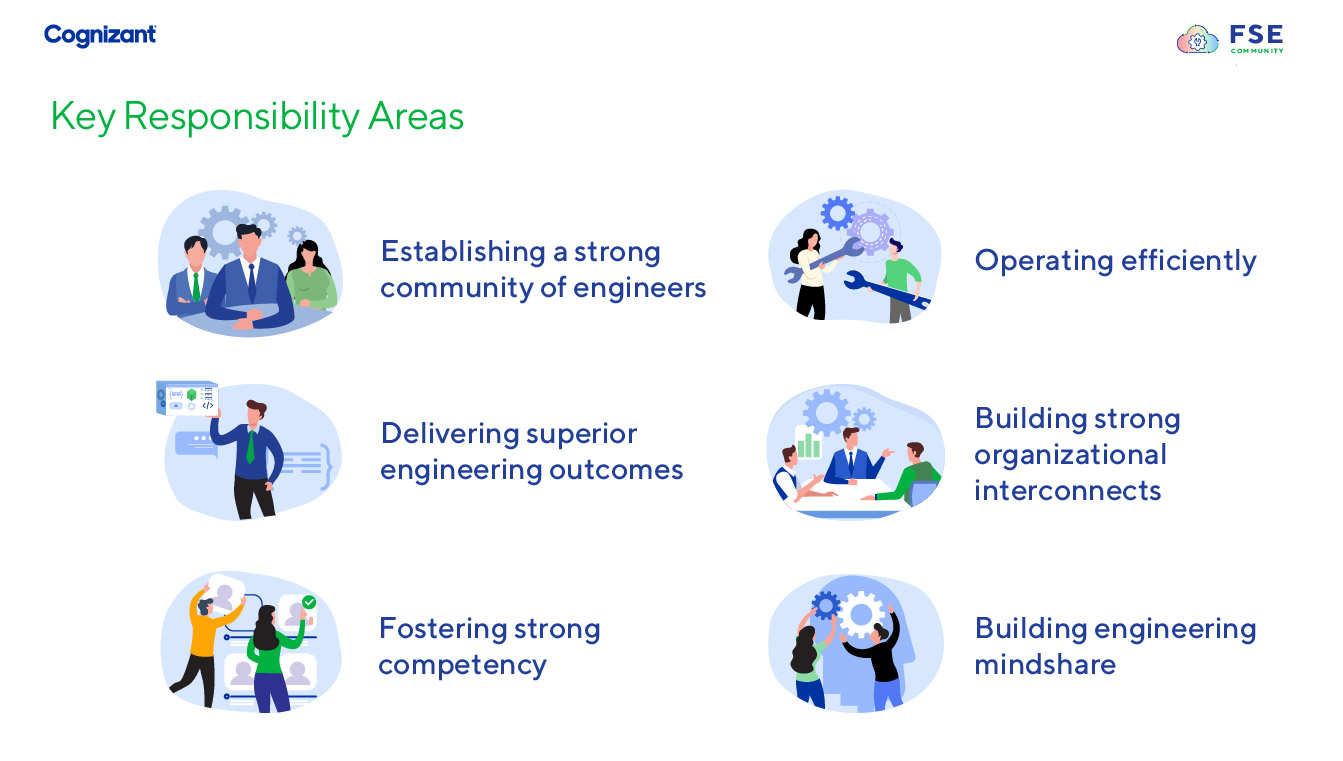 Cognizant
FSE
COMMUNITY
Key Responsibility Areas
Establishing a strong
community of engineers
Operating efficiently
Delivering superior
engineering outcomes
Building strong
organizational
interconnects
Fostering strong
competency
Building engineering
mindshare